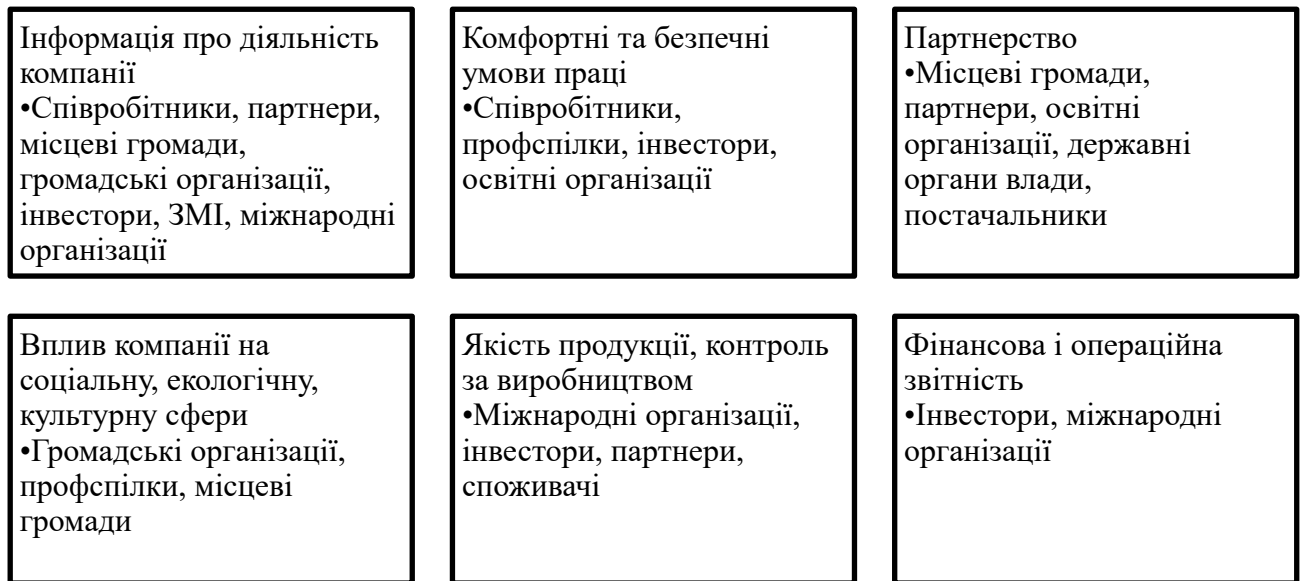 Інформація про діяльність
компанії
•Співробітники, партнери,
місцеві громади,
громадські організації,
інвестори, ЗМІ, міжнародні
організації
Комфортні та безпечні
умови праці
•Співробітники,
профспілки, інвестори,
освітні організації
Партнерство
•Місцеві громади,
партнери, освітні
організації, державні
органи влади,
постачальники
Вплив компанії на
соціальну, екологічну,
культурну сфери
•Громадські організації,
профспілки, місцеві
громади
Якість продукції, контроль
за виробництвом
•Міжнародні організації,
інвестори, партнери,
споживачі
Фінансова і операційна
звітність
•Інвестори, міжнародні
організації